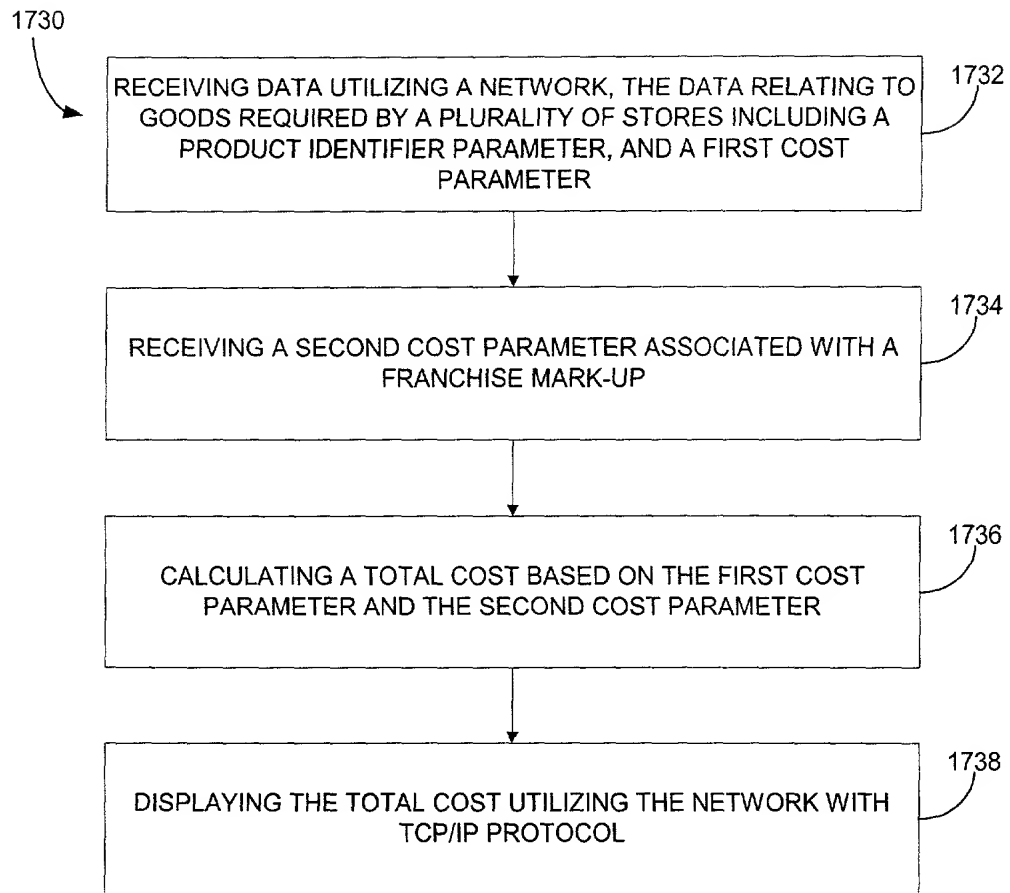 1730
RECEIVING DATA UTILIZING A NETWORK, THE DATA RELATING TO
GOODS REQUIRED BY A PLURALITY OF STORES INCLUDING A
PRODUCT IDENTIFIER PARAMETER, AND A FIRST COST
PARAMETER
1732
RECEIVING A SECOND COST PARAMETER ASSOCIATED WITH A
FRANCHISE MARK-UP
1734
CALCULATING A TOTAL COST BASED ON THE FIRST COST
PARAMETER AND THE SECOND COST PARAMETER
1736
DISPLAYING THE TOTAL COST UTILIZING THE NETWORK WITH
TCP/IP PROTOCOL
1738